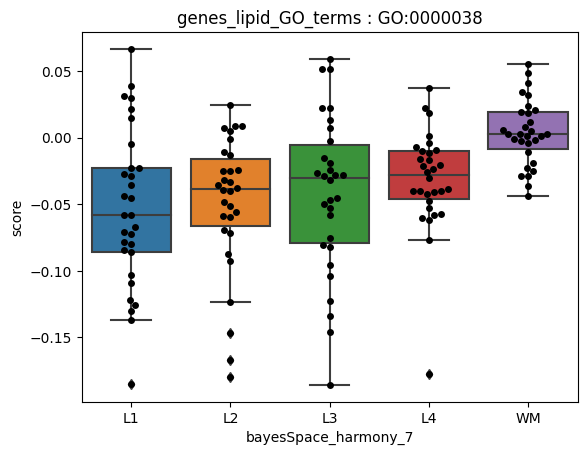 genes_lipid_GO_terms : GO:0000038
0.05
0.00
−0.05
−0.10
−0.15
score
L1 L2 L3 L4 WM
bayesSpace_harmony_7